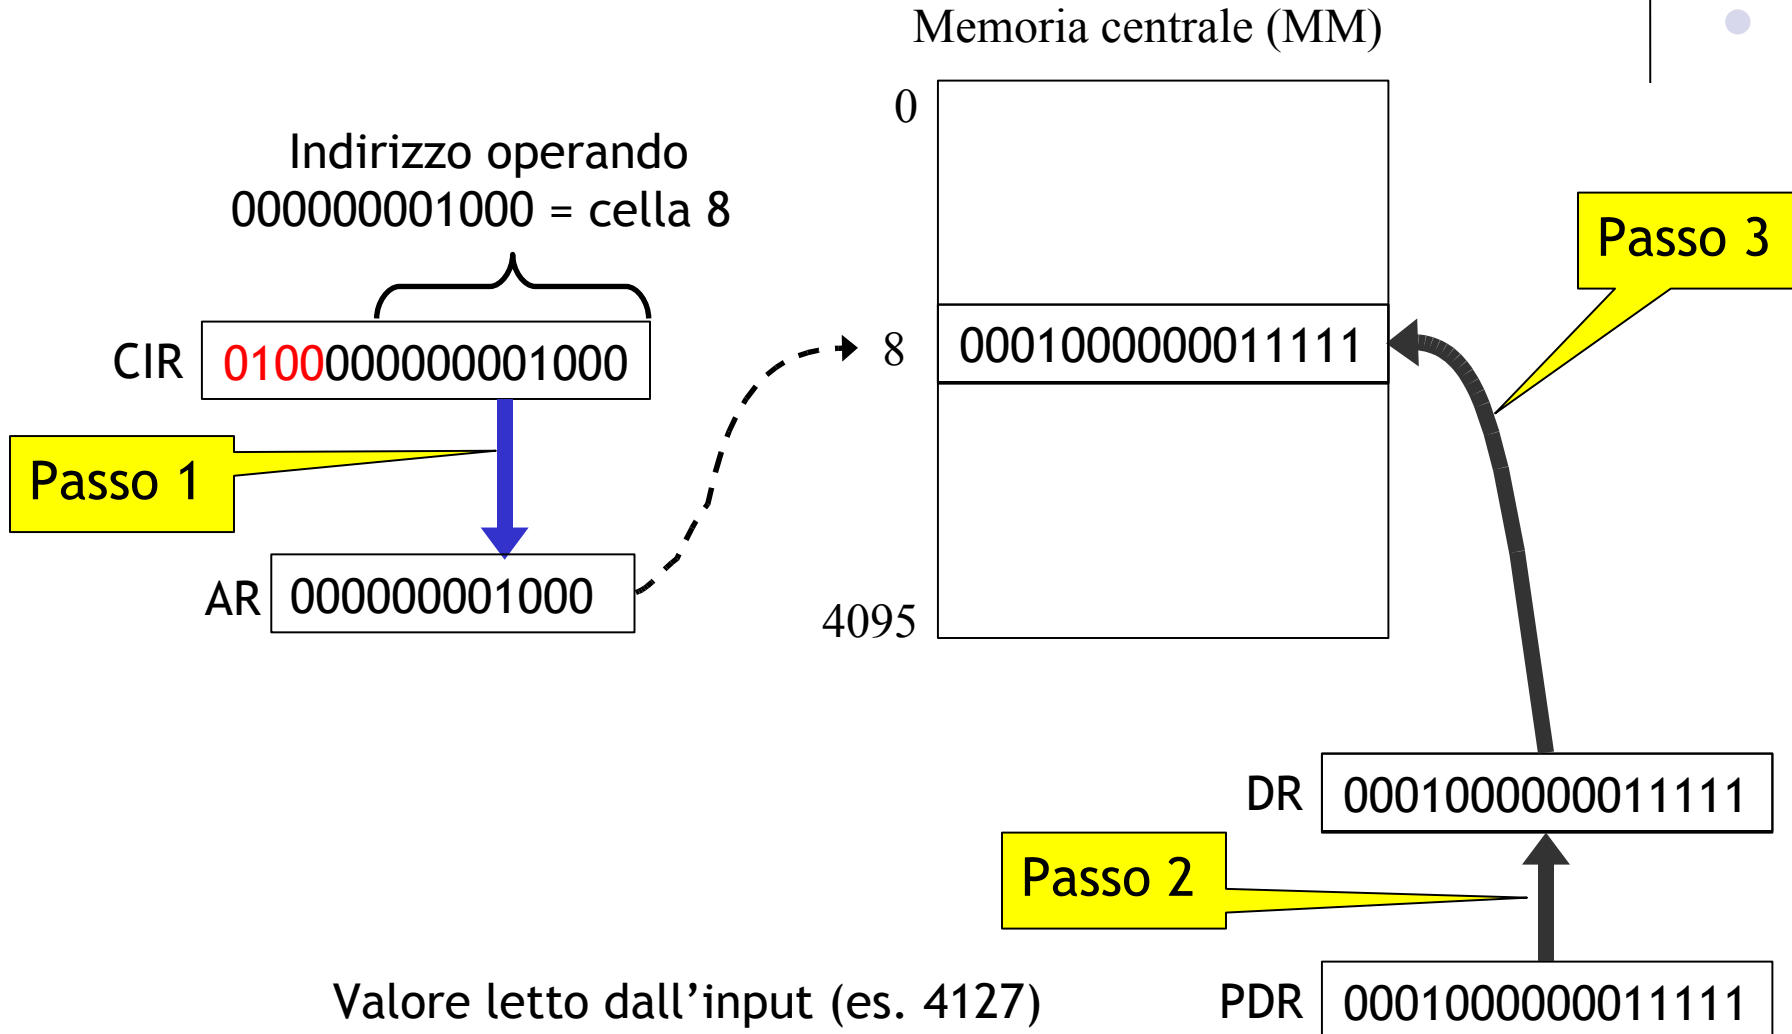 Memoria centrale (MM)
0
Indirizzo operando
000000001000 = cella 8
Passo 3
CIR 0100000000001000
8 0001000000011111
Passo 1
AR 000000001000
4095
DR 0001000000011111
Passo 2
Valore letto dall’input (es. 4127)
PDR 0001000000011111